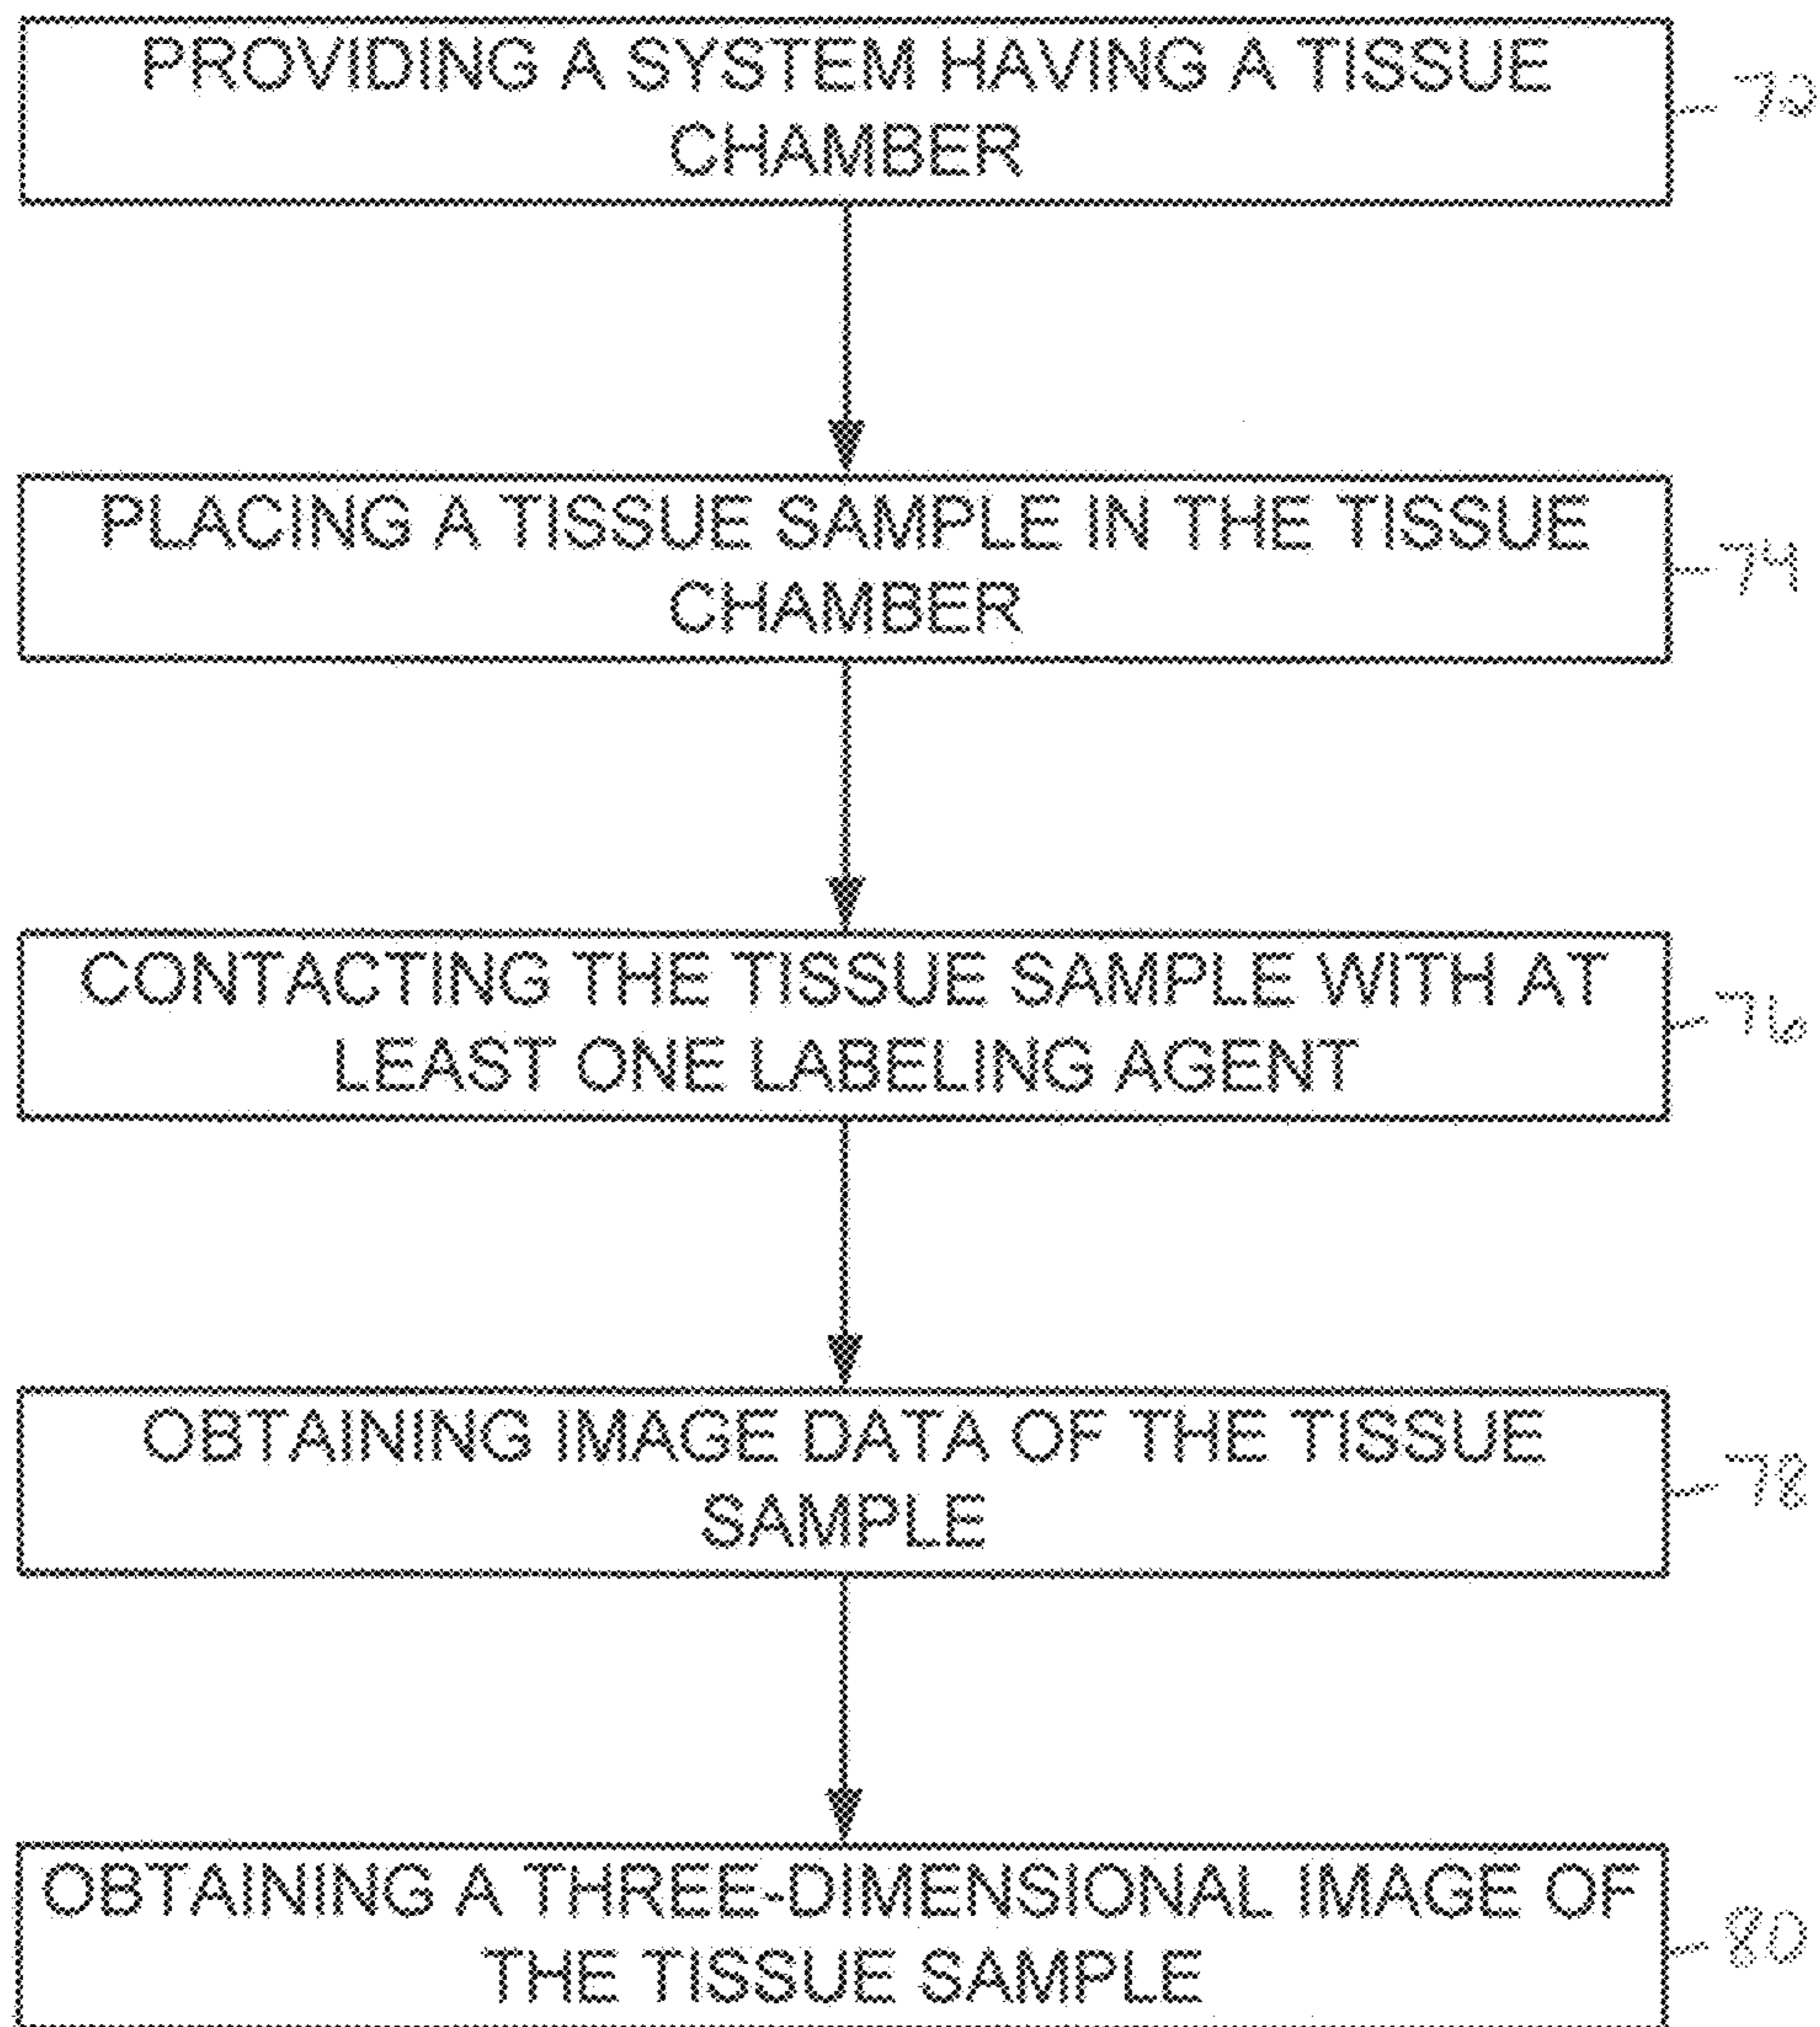 PROVIDING A SYSTEM HAVING A TISSUE
CHAMBER
72
PLACING A TISSUE SAMPLE IN THE TISSUE
CHAMBER
74
CONTACTING THE TISSUE SAMPLE WITH AT
LEAST ONE LABELING AGENT
76
OBTAINING IMAGE DATA OF THE TISSUE
SAMPLE
78
OBTAINING A THREE-DIMENSIONAL IMAGE OF
THE TISSUE SAMPLE
80